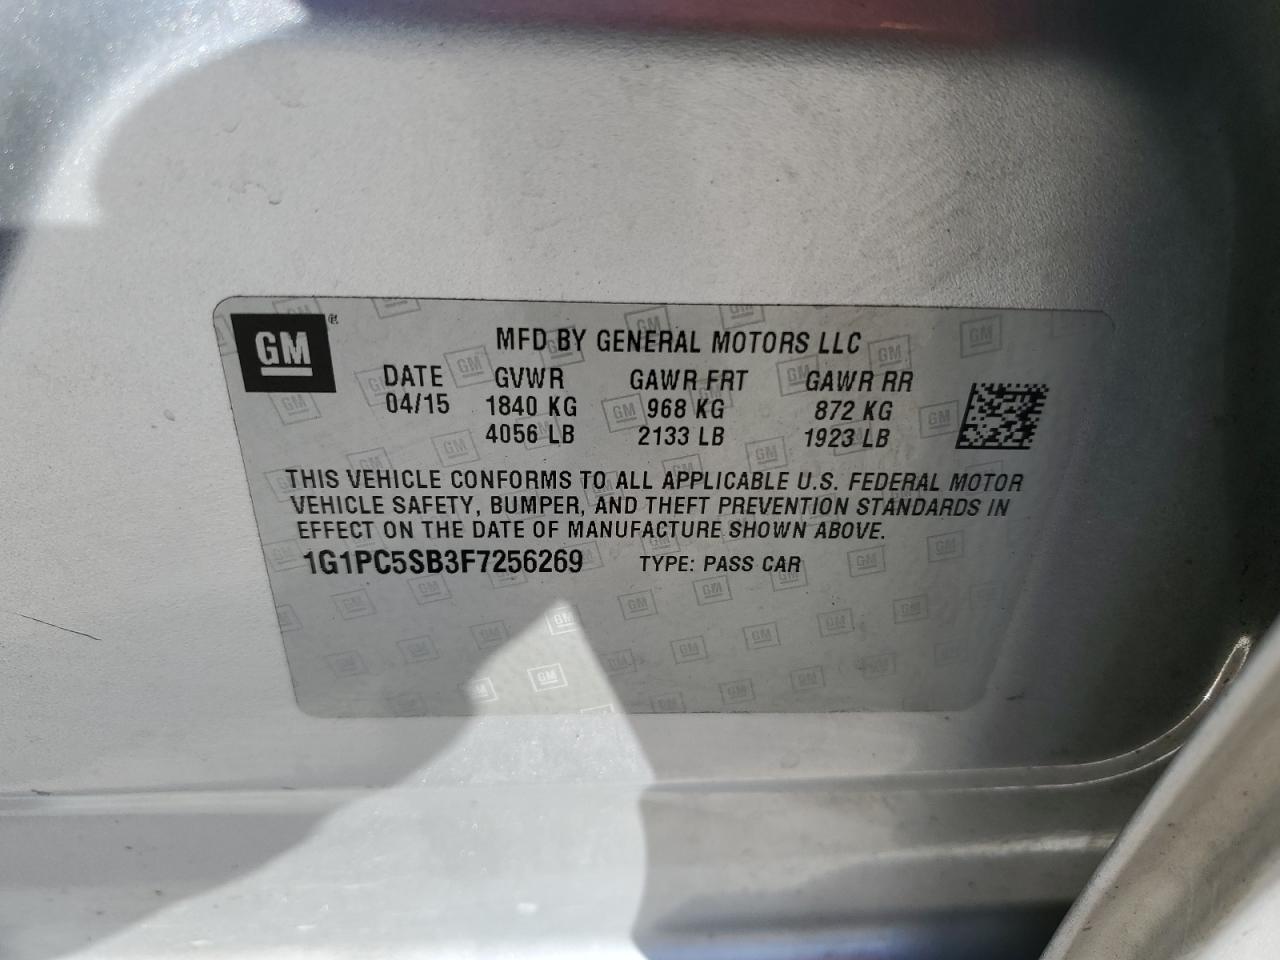 GM
MFD BY GENERAL MOTORS LLC
DATE GVWR GAWR FRT GAWR RR
04/15 1840 KG 968 KG 872 KG
4056 LB 2133 LB 1923 LB
THIS VEHICLE CONFORMS TO ALL APPLICABLE U.S. FEDERAL MOTOR
VEHICLE SAFETY, BUMPER, AND THEFT PREVENTION STANDARDS IN
EFFECT ON THE DATE OF MANUFACTURE SHOWN ABOVE.
1G1PC5SB3F7256269 TYPE: PASS CAR